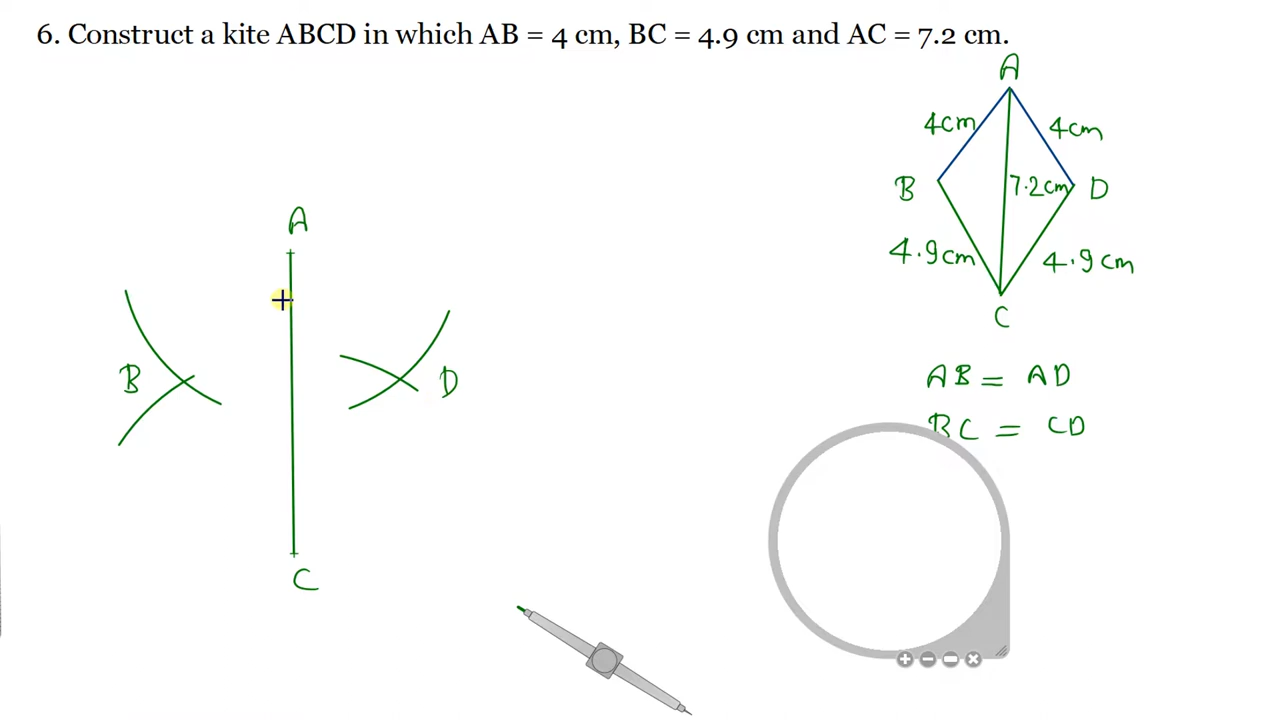 6. Construct a kite ABCD in which AB = 4 cm, BC = 4.9 cm and AC = 7.2 cm.
A
4cm 4cm
B 7.2cm D
4.9cm 4.9cm
C
A
B D
C
AB = AD
BC = CD